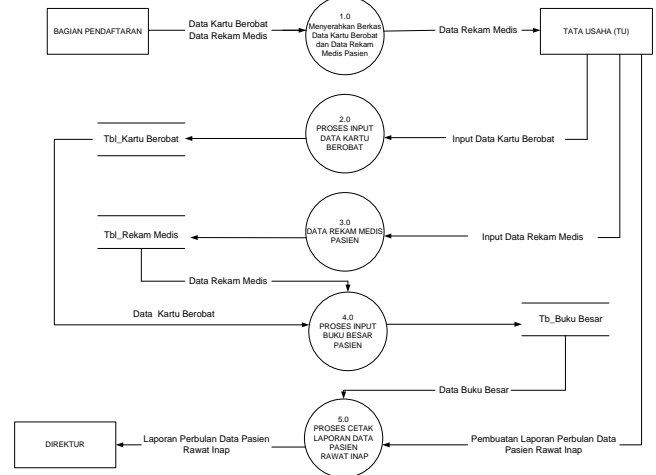 BAGIAN PENDAFTARAN
Data Kartu Berobat
Data Rekam Medis
1.0
Menyerahkan Berkas
Data Kartu Berobat
dan Data Rekam
Medis Pasien
Data Rekam Medis
TATA USAHA (TU)
Tbl_Kartu Berobat
2.0
PROSES INPUT
DATA KARTU
BEROBAT
Input Data Kartu Berobat
Tbl_Rekam Medis
3.0
DATA REKAM MEDIS
PASIEN
Input Data Rekam Medis
Data Rekam Medis
Data Kartu Berobat
4.0
PROSES INPUT
BUKU BESAR
PASIEN
Tb_Buku Besar
Data Buku Besar
DIREKTUR
Laporan Perbulan Data Pasien
Rawat Inap
5.0
PROSES CETAK
LAPORAN DATA
PASIEN
RAWAT INAP
Pembuatan Laporan Perbulan Data
Pasien Rawat Inap